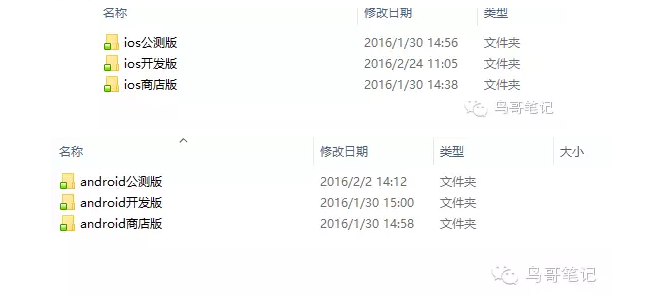 名称 修改日期 类型
ios公测版 2016/1/30 14:56 文件夹
ios开发版 2016/2/24 11:05 文件夹
ios商店版 2016/1/30 14:38 文件夹
鸟哥笔记
名称 修改日期 类型 大小
android公测版 2016/2/2 14:12 文件夹
android开发版 2016/1/30 15:00 文件夹
android商店版 2016/1/30 14:58 文件夹
鸟哥笔记